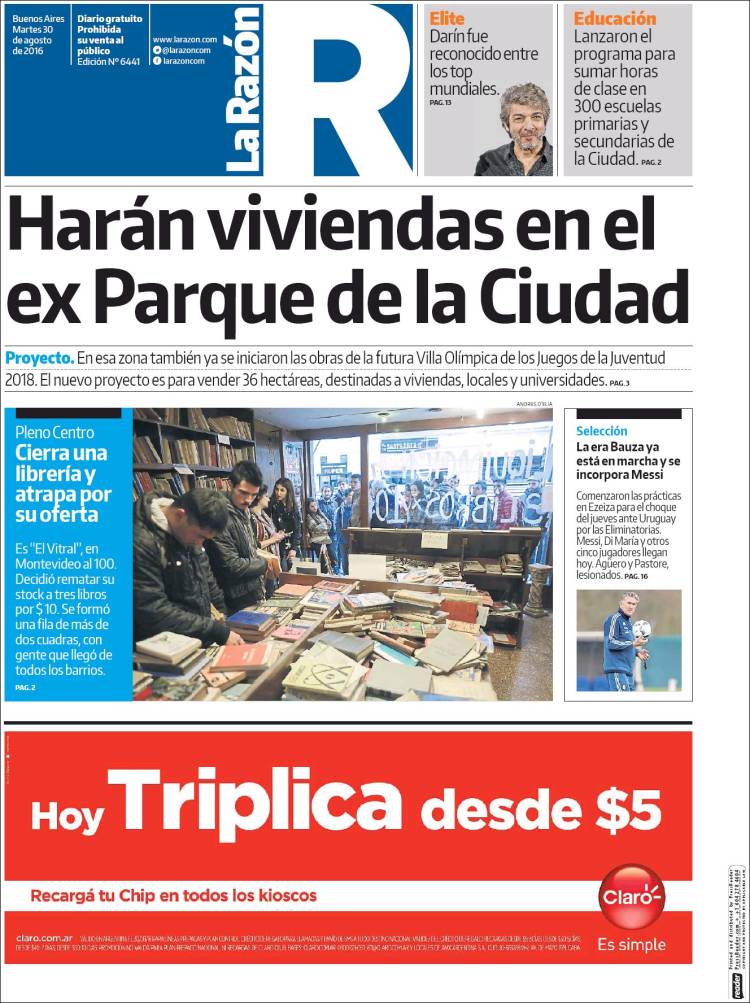 Buenos Aires
Martes 30
de agosto
de 2016
Diario gratuito
Prohibida
su venta al
público
Edición Nº 6441
www.larazon.com
@larazoncom
larazoncom
La Razón
R
Elite
Darín fue
reconocido entre
los top
mundiales.
PAG. 13
Educación
Lanzaron el
programa para
sumar horas
de clase en
300 escuelas
primarias y
secundarias de
la Ciudad. PAG. 2
Harán viviendas en el
ex Parque de la Ciudad
Proyecto. En esa zona también ya se iniciaron las obras de la futura Villa Olímpica de los Juegos de la Juventud
2018. El nuevo proyecto es para vender 36 hectáreas, destinadas a viviendas, locales y universidades. PAG. 3
ANDRES D'ELIA
Pleno Centro
Cierra una
librería y
atrapa por
su oferta
Es "El Vitral", en
Montevideo al 100.
Decidió rematar su
stock a tres libros
por $ 10. Se formó
una fila de más de
dos cuadras, con
gente que llegó de
todos los barrios.
PAG. 2
Selección
La era Bauza ya
está en marcha y se
incorpora Messi
Comenzaron las prácticas
en Ezeiza para el choque
del jueves ante Uruguay
por las Eliminatorias.
Messi, Di María y otros
cinco jugadores llegan
hoy. Agüero y Pastore,
lesionados. PAG. 16
Hoy Triplica desde $5
Recargá tu Chip en todos los kioscos
Claro
Es simple
claro.com.ar
Printed and distributed by PressReader